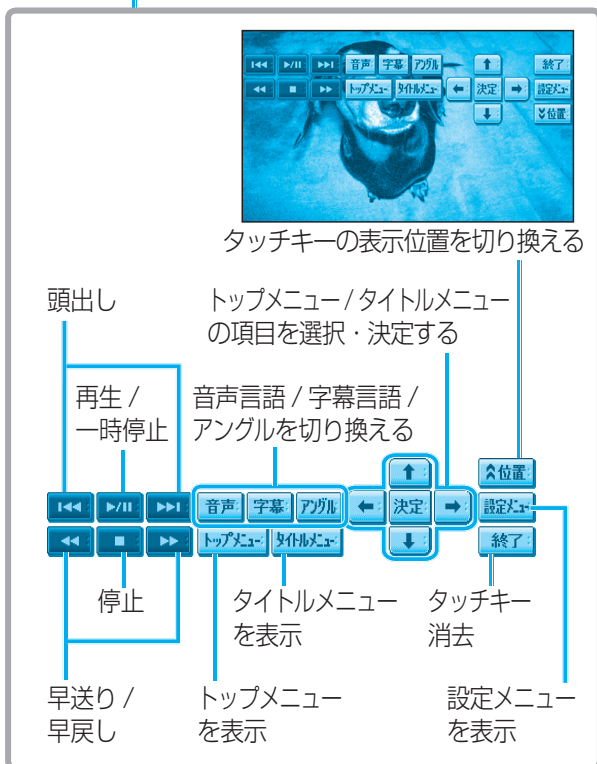 音声 字幕 アングル 終了
トップメニュー タイトルメニュー 決定 設定メニュー
位置
タッチキーの表示位置を切り換える
頭出し
トップメニュー / タイトルメニュー
の項目を選択・決定する
再生 /
一時停止
音声言語 / 字幕言語 /
アングルを切り換える
位置
音声 字幕 アングル 決定 設定メニュー
トップメニュー タイトルメニュー 終了
停止
タイトルメニュー
を表示
タッチキー
消去
早送り /
早戻し
トップメニュー
を表示
設定メニュー
を表示